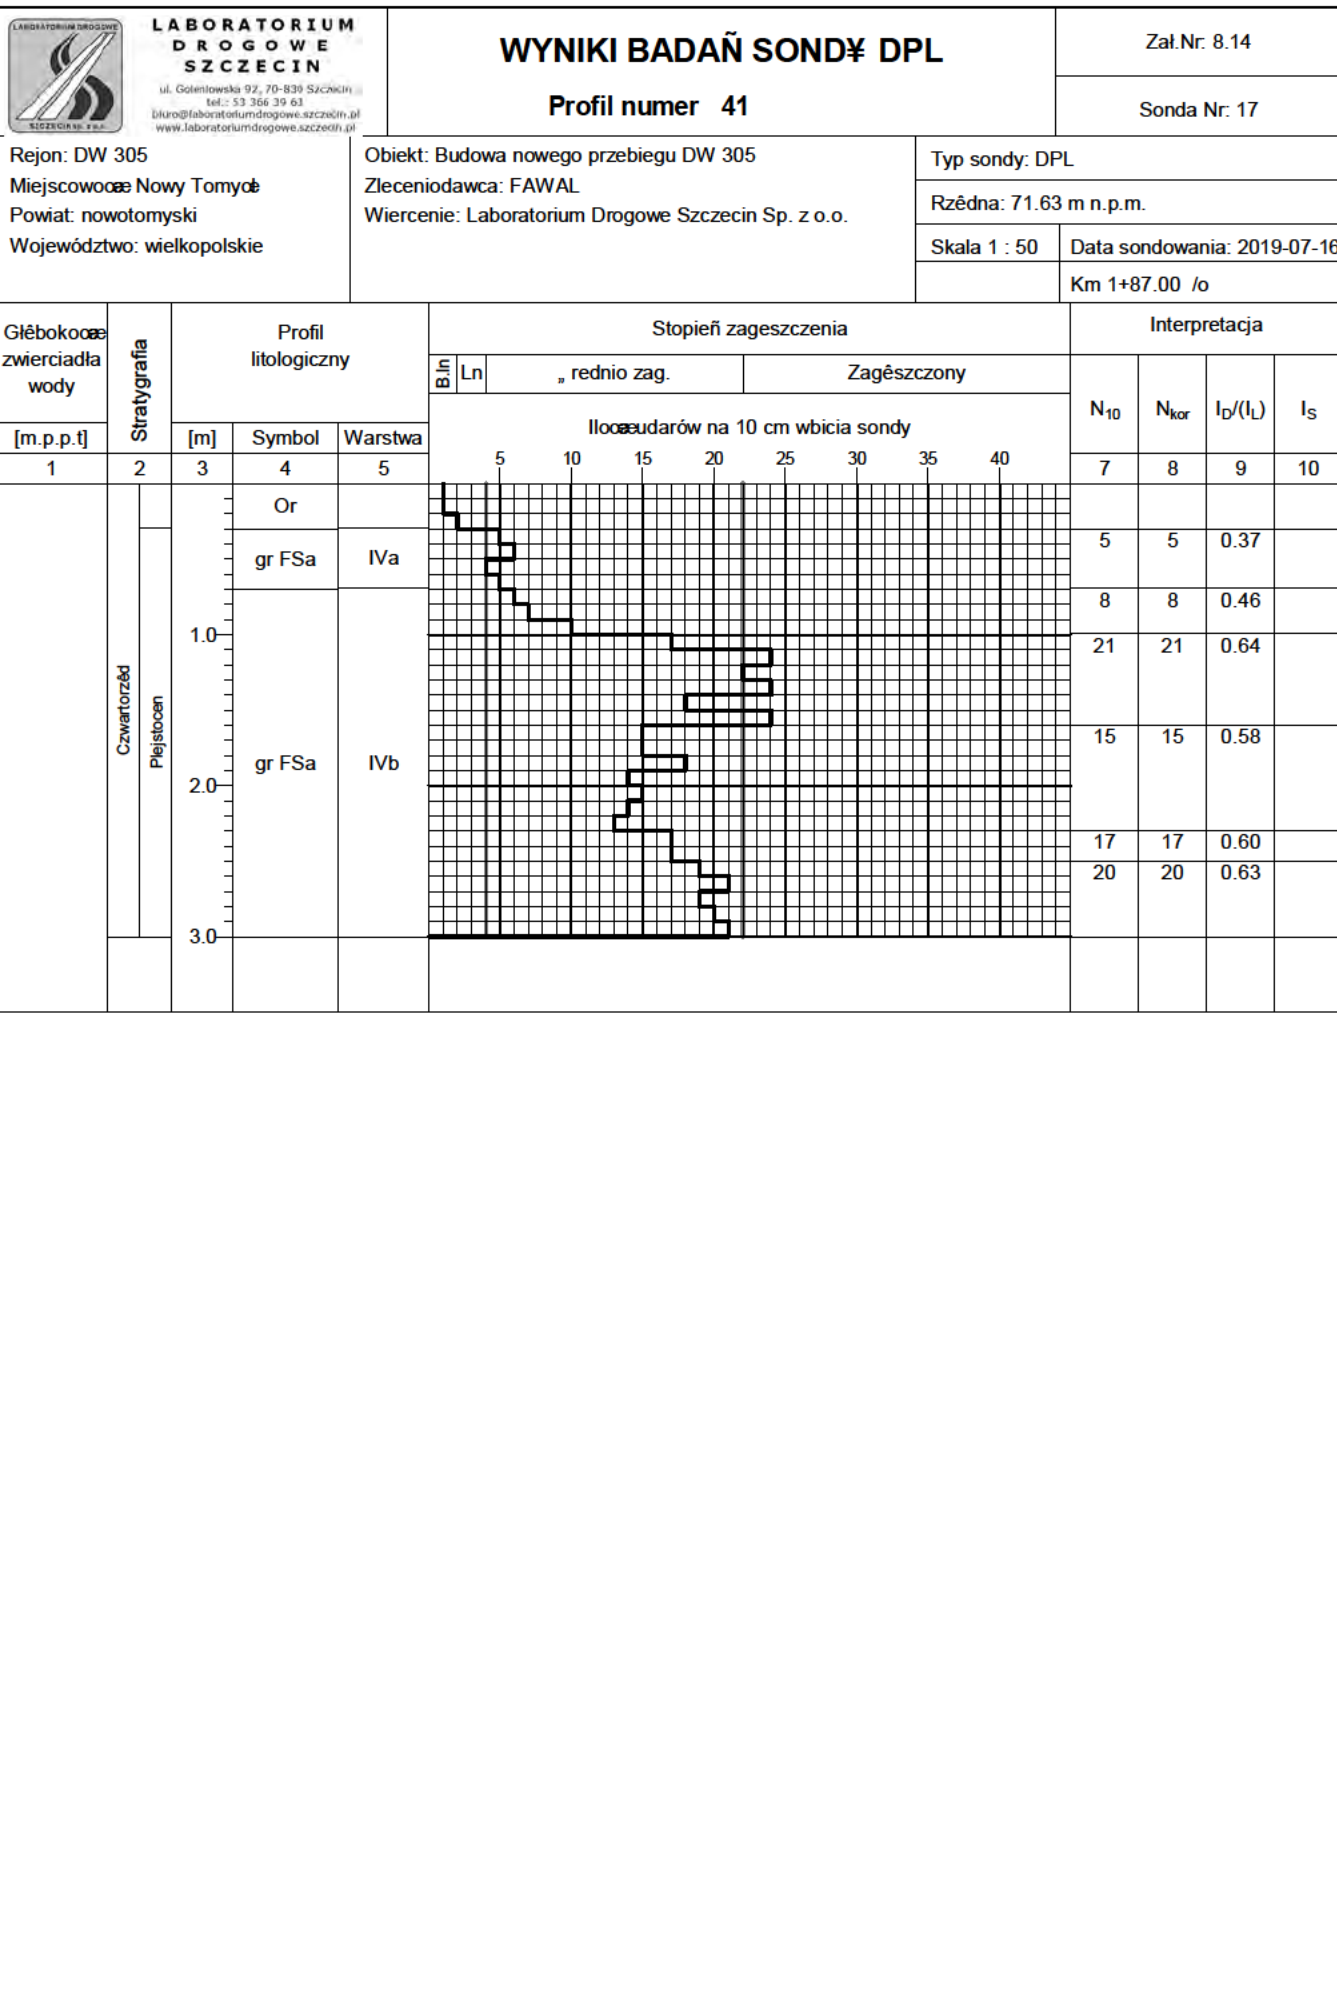 LABORATORIUM DROGOWE
SZCZECIN Sp. z o.o.
LABORATORIUM
DROGOWE
SZCZECIN
ul. Goleniowska 92, 70-830 Szczecin
tel.: 53 366 39 61
biuro@laboratoriumdrogowe.szczecin.pl
www.laboratoriumdrogowe.szczecin.pl
WYNIKI BADAÑ SOND¥ DPL
Profil numer 41
Zał.Nr: 8.14
Sonda Nr: 17
Rejon: DW 305
Miejscowoœæ: Nowy Tomyœl
Powiat: nowotomyski
Województwo: wielkopolskie
Obiekt: Budowa nowego przebiegu DW 305
Zleceniodawca: FAWAL
Wiercenie: Laboratorium Drogowe Szczecin Sp. z o.o.
Typ sondy: DPL
Rzêdna: 71.63 m n.p.m.
Skala 1 : 50
Data sondowania: 2019-07-16
Km 1+87.00 /o
Głêbokoœæ
zwierciadła
wody
[m.p.p.t]
Stratygrafia
Profil
litologiczny
[m] Symbol Warstwa
Stopieñ zageszczenia
B.ln Ln „ rednio zag. Zagêszczony
Iloœæ udarów na 10 cm wbicia sondy
5 10 15 20 25 30 35 40
Interpretacja
N10 Nkor ID/(IL) IS
1 2 3 4 5 7 8 9 10
Czwartorzêd
Plejstocen
Or
gr FSa IVa
5 5 0.37
8 8 0.46
1.0
21 21 0.64
15 15 0.58
gr FSa IVb
2.0
17 17 0.60
20 20 0.63
3.0